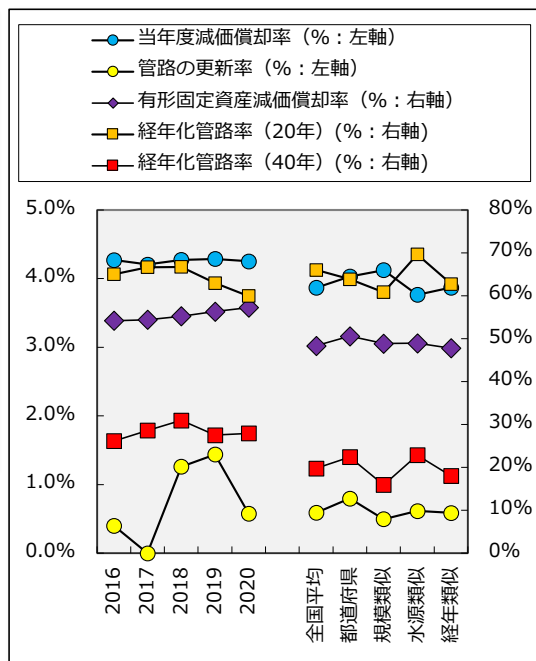 当年度減価償却率（%：左軸）
管路の更新率（%：左軸）
有形固定資産減価償却率（%：右軸）
経年化管路率（20年）(%：右軸)
経年化管路率（40年）(%：右軸)
5.0%
4.0%
3.0%
2.0%
1.0%
0.0%
80%
70%
60%
50%
40%
30%
20%
10%
0%
2016
2017
2018
2019
2020
全国平均
都道府県
規模類似
水源類似
経年類似